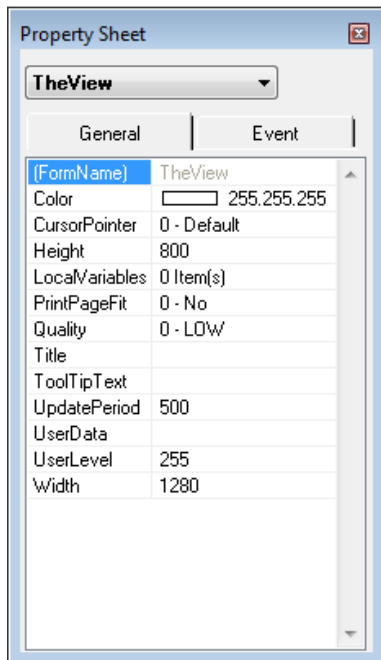 Property Sheet
TheView
General Event
(FormName) TheView
Color 255.255.255
CursorPointer 0 - Default
Height 800
LocalVariables 0 Item(s)
PrintPageFit 0 - No
Quality 0 - LOW
Title
ToolTipText
UpdatePeriod 500
UserData
UserLevel 255
Width 1280